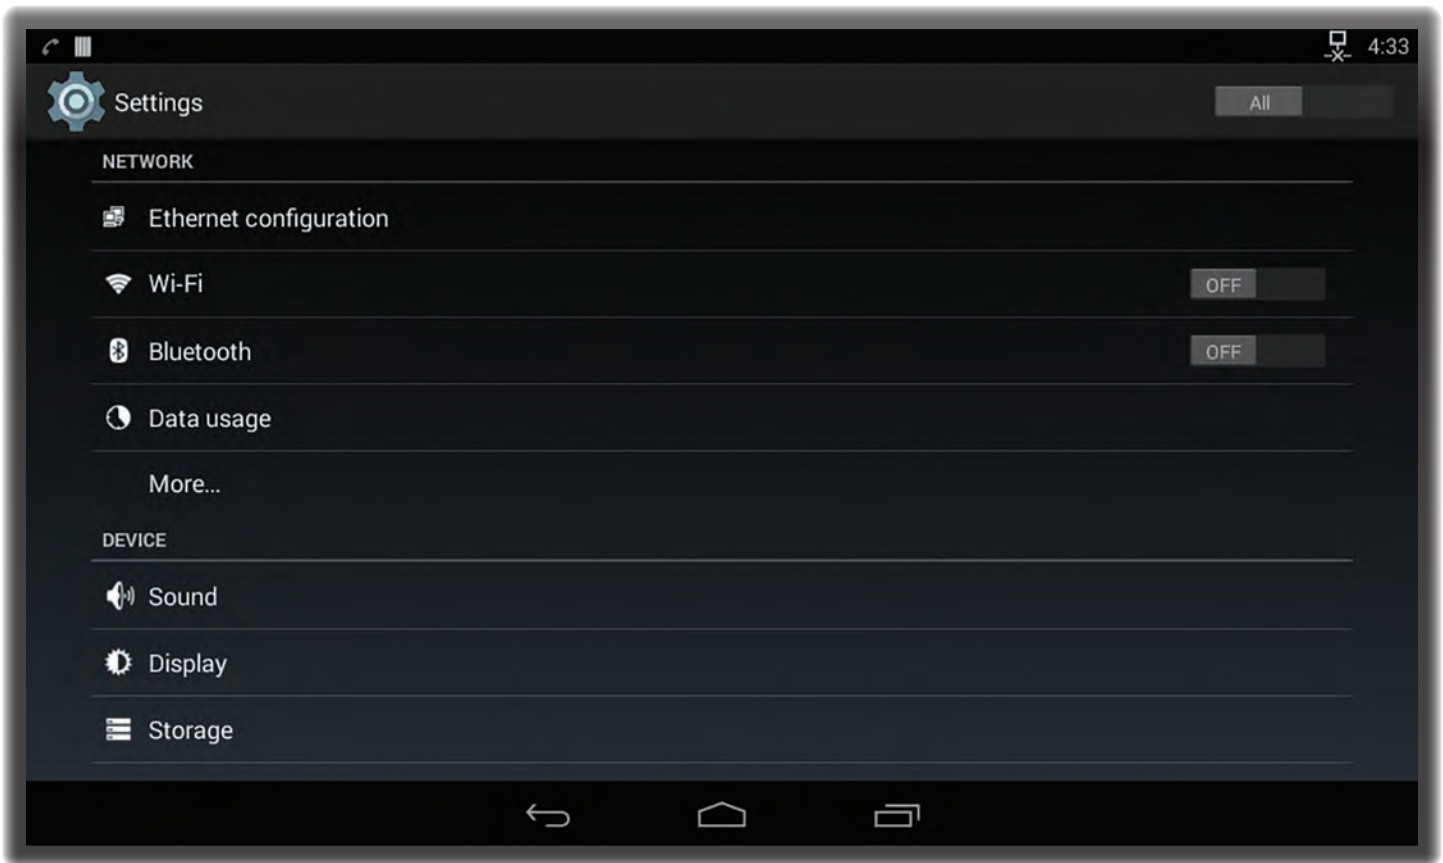 4:33
Settings
All
NETWORK
Ethernet configuration
Wi-Fi OFF
Bluetooth OFF
Data usage
More...
DEVICE
Sound
Display
Storage